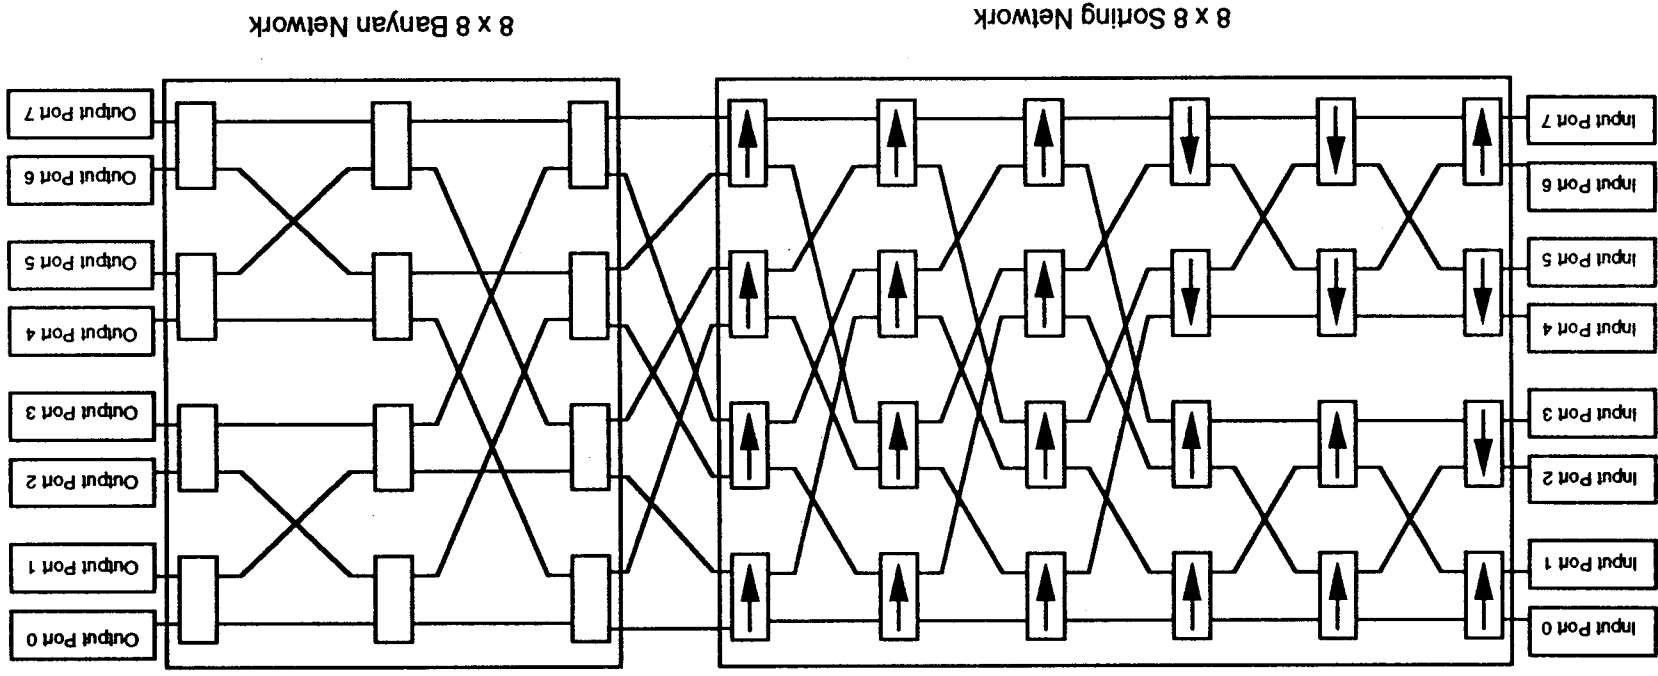 Input Port 0
Input Port 1
Input Port 2
Input Port 3
Input Port 4
Input Port 5
Input Port 6
Input Port 7
Output Port 0
Output Port 1
Output Port 2
Output Port 3
Output Port 4
Output Port 5
Output Port 6
Output Port 7
8 x 8 Sorting Network
8 x 8 Banyan Network